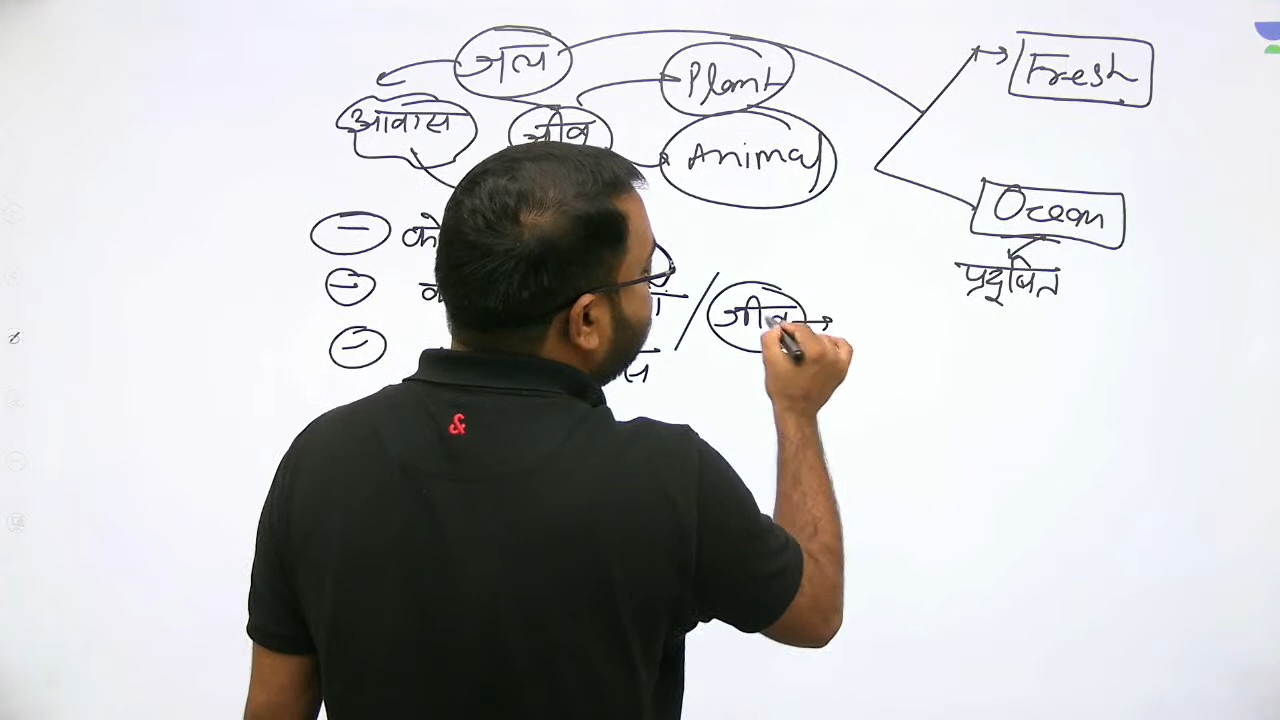 जल
Plant
Fresh
आवास
जीव
Animal
Ocean
को
प्रदूषित
/ जीव →
स
&